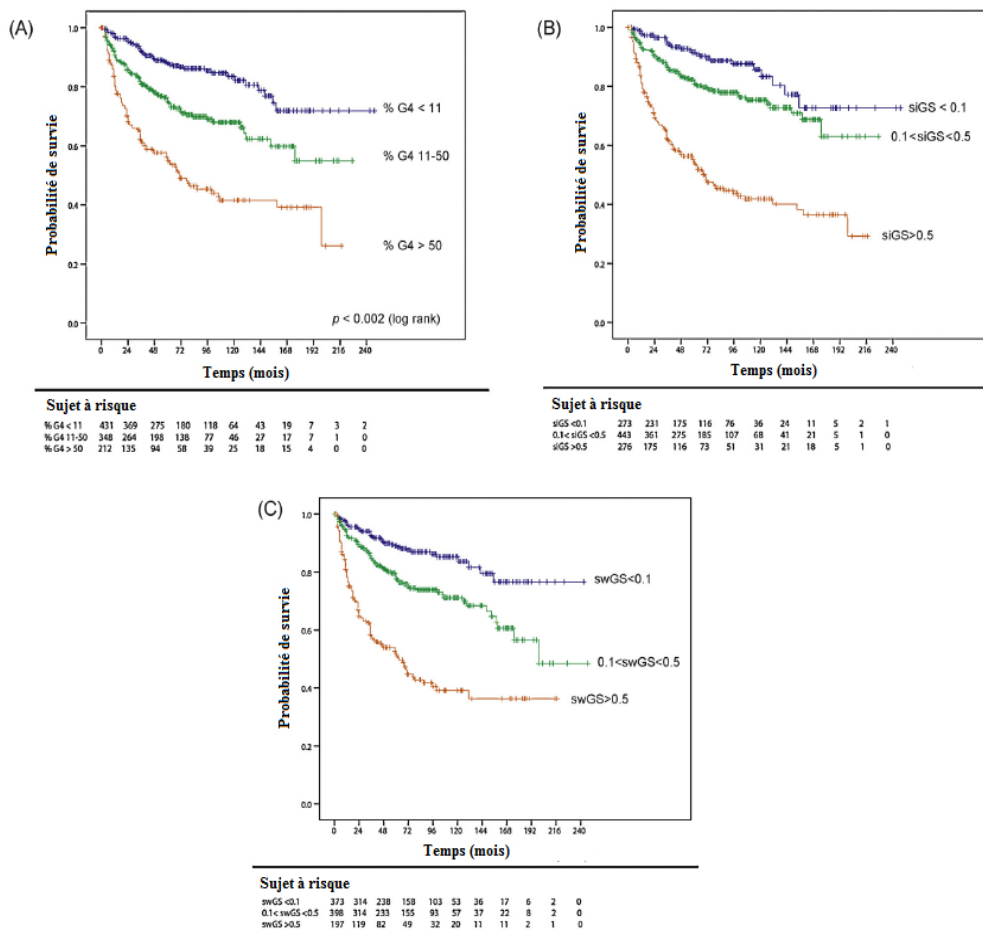 (A)
Probabilité de survie
1.0
0.8
0.6
0.4
0.2
0.0
% G4 < 11
% G4 11-50
% G4 > 50
p < 0.002 (log rank)
0 24 48 72 96 120 144 168 192 216 240
Temps (mois)
Sujet à risque
% G4 < 11 431 369 275 180 118 64 43 19 7 3 2
% G4 11-50 348 264 198 138 77 46 27 17 7 1 0
% G4 > 50 212 135 94 58 39 25 18 15 4 0 0
(B)
Probabilité de survie
1.0
0.8
0.6
0.4
0.2
0.0
siGS < 0.1
0.1<siGS<0.5
siGS>0.5
0 24 48 72 96 120 144 168 192 216 240
Temps (mois)
Sujet à risque
siGS <0.1 273 231 175 116 76 36 24 11 5 2 1
0.1< siGS <0.5 443 361 275 185 107 68 41 21 5 1 0
siGS >0.5 276 175 116 73 51 31 21 18 5 1 0
(C)
Probabilité de survie
1.0
0.8
0.6
0.4
0.2
0.0
swGS<0.1
0.1<swGS<0.5
swGS>0.5
0 24 48 72 96 120 144 168 192 216 240
Temps (mois)
Sujet à risque
swGS <0.1 373 314 238 158 103 53 36 17 6 2 0
0.1< swGS <0.5 398 314 233 155 93 57 37 22 8 2 0
swGS >0.5 197 119 82 49 32 20 11 11 2 1 0